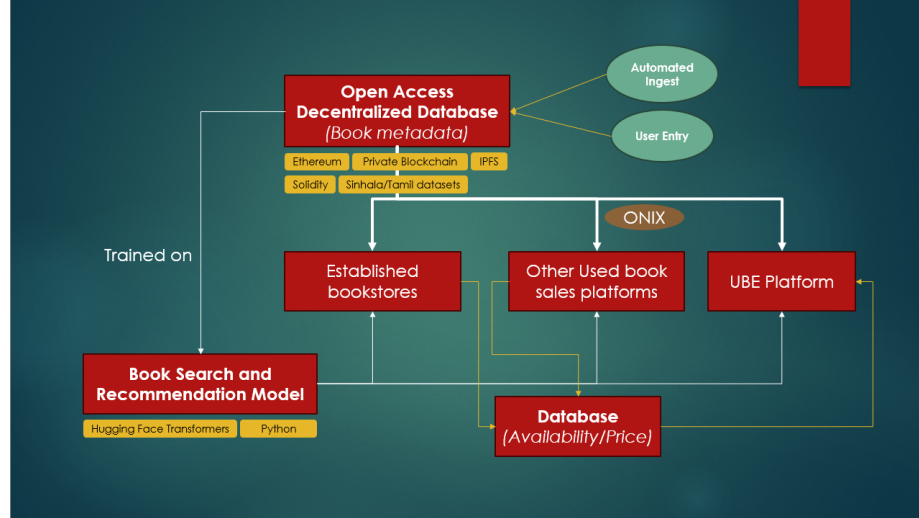 Automated
Ingest
Open Access
Decentralized Database
(Book metadata)
User Entry
Ethereum
Private Blockchain
IPFS
Solidity
Sinhala/Tamil datasets
ONIX
Trained on
Established
bookstores
Other Used book
sales platforms
UBE Platform
Book Search and
Recommendation Model
Hugging Face Transformers
Python
Database
(Availability/Price)